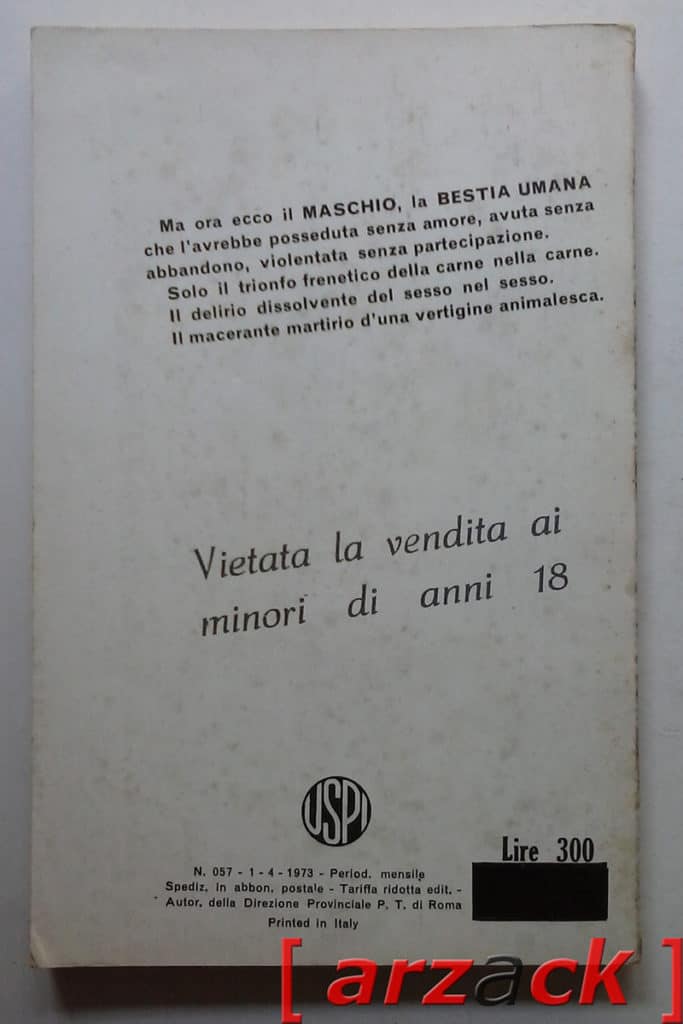 Ma ora ecco il MASCHIO, la BESTIA UMANA
che l'avrebbe posseduta senza amore, avuta senza
abbandono, violentata senza partecipazione.
Solo il trionfo frenetico della carne nella carne.
Il delirio dissolvente del sesso nel sesso.
Il macerante martirio d'una vertigine animalesca.
Vietata la vendita ai
minori di anni 18
USPI
Lire 300
N. 057 - 1 - 4 - 1973 - Period. mensile
Spediz. in abbon. postale - Tariffa ridotta edit. -
Autor. della Direzione Provinciale P. T. di Roma
Printed in Italy
[ arzack ]